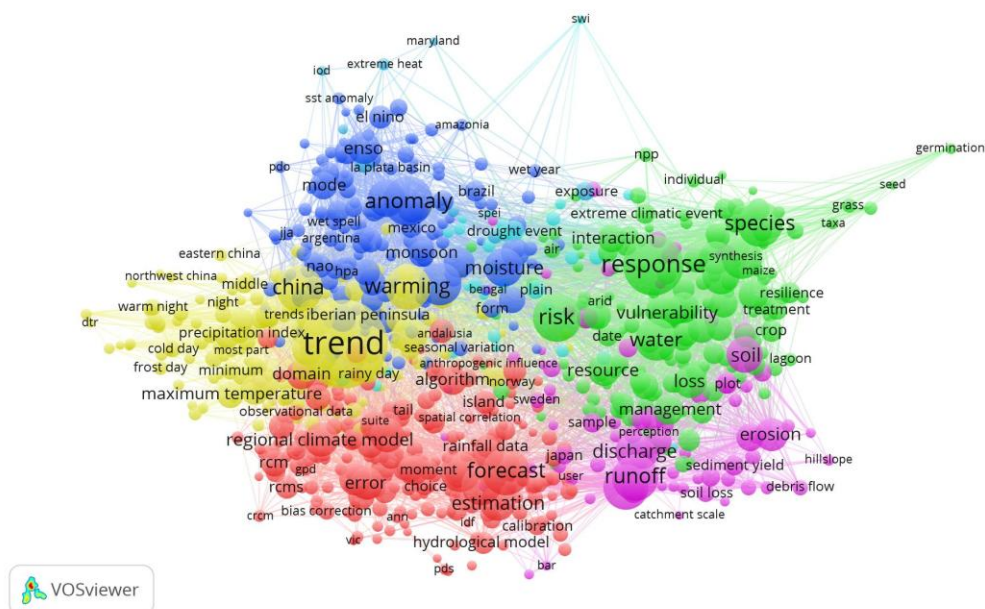 swi
maryland
extreme heat
iod
sst anomaly
el nino
amazonia
enso
germination
npp
pdo
la plata basin
wet year
individual
seed
mode
brazil
exposure
anomaly
grass
spei
extreme climatic event
species
taxa
wet spell
mexico
drought event
jja
argentina
interaction
air
eastern china
monsoon
response
synthesis
nao
hpa
moisture
maize
northwest china
middle
china
warming
bengal
plain
resilience
warm night
night
form
arid
treatment
trends
iberian peninsula
risk
vulnerability
dtr
precipitation index
andalusia
date
water
crop
cold day
most part
trend
seasonal variation
soil
lagoon
frost day
minimum
anthropogenic influence
resource
domain
rainy day
algorithm
norway
loss
plot
maximum temperature
island
sweden
observational data
tail
management
suite
spatial correlation
sample
perception
regional climate model
rainfall data
erosion
japan
discharge
rcm
gpd
moment
forecast
sediment yield
hillslope
rcms
error
choice
user
runoff
debris flow
soil loss
estimation
crcm
bias correction
ann
idf
calibration
catchment scale
vic
hydrological model
pds
bar
VOSviewer